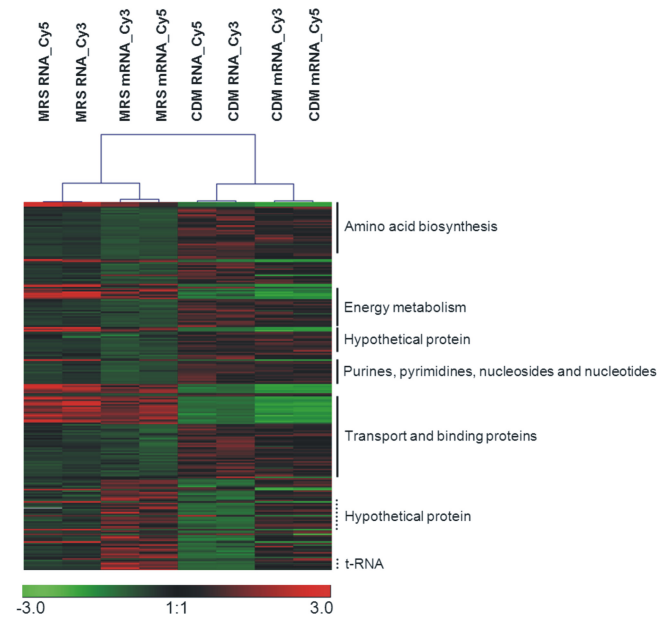 MRS RNA_Cy5
MRS RNA_Cy3
MRS mRNA_Cy3
MRS mRNA_Cy5
CDM RNA_Cy5
CDM RNA_Cy3
CDM mRNA_Cy3
CDM mRNA_Cy5
Amino acid biosynthesis
Energy metabolism
Hypothetical protein
Purines, pyrimidines, nucleosides and nucleotides
Transport and binding proteins
Hypothetical protein
t-RNA
-3.0 1:1 3.0